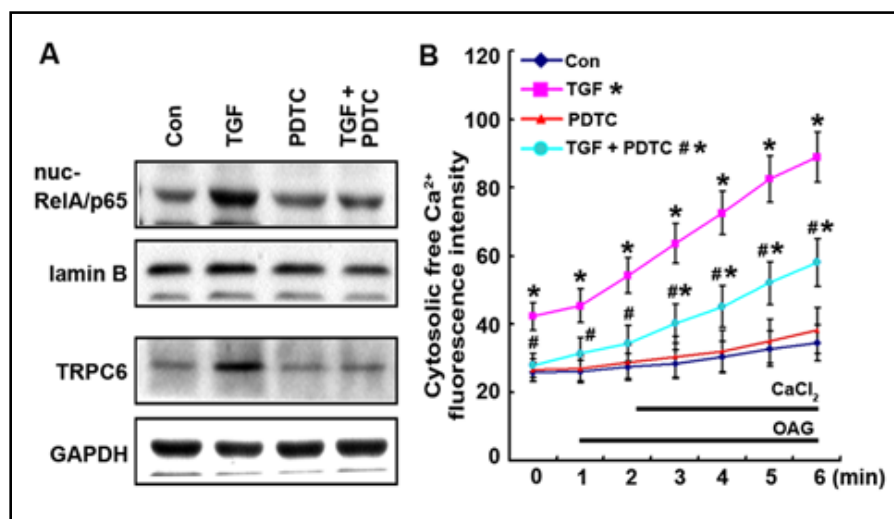 A
Con
TGF
PDTC
TGF +
PDTC
nuc-
RelA/p65
lamin B
TRPC6
GAPDH
B
Con
TGF *
PDTC
TGF + PDTC # *
Cytosolic free Ca²⁺
fluorescence intensity
120
100
80
60
40
20
0
* * * * * * *
# # # #* #* #* #*
CaCl₂
OAG
0 1 2 3 4 5 6 (min)